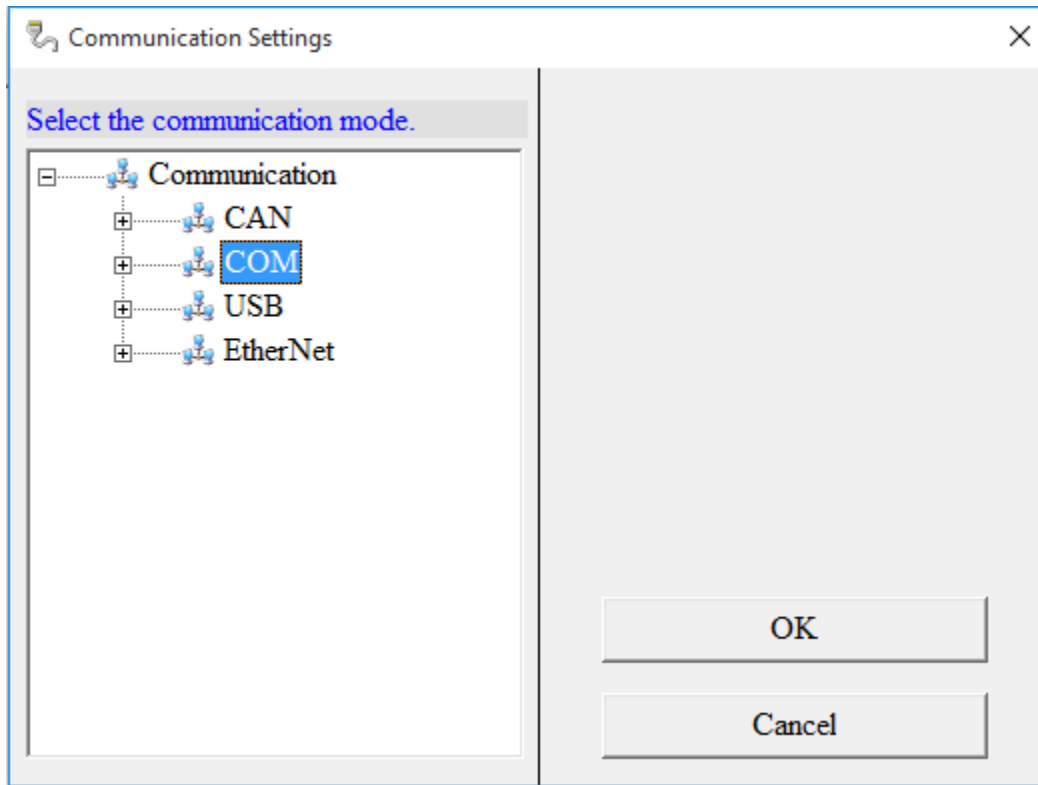 Communication Settings
Select the communication mode.
Communication
CAN
COM
USB
EtherNet
OK
Cancel